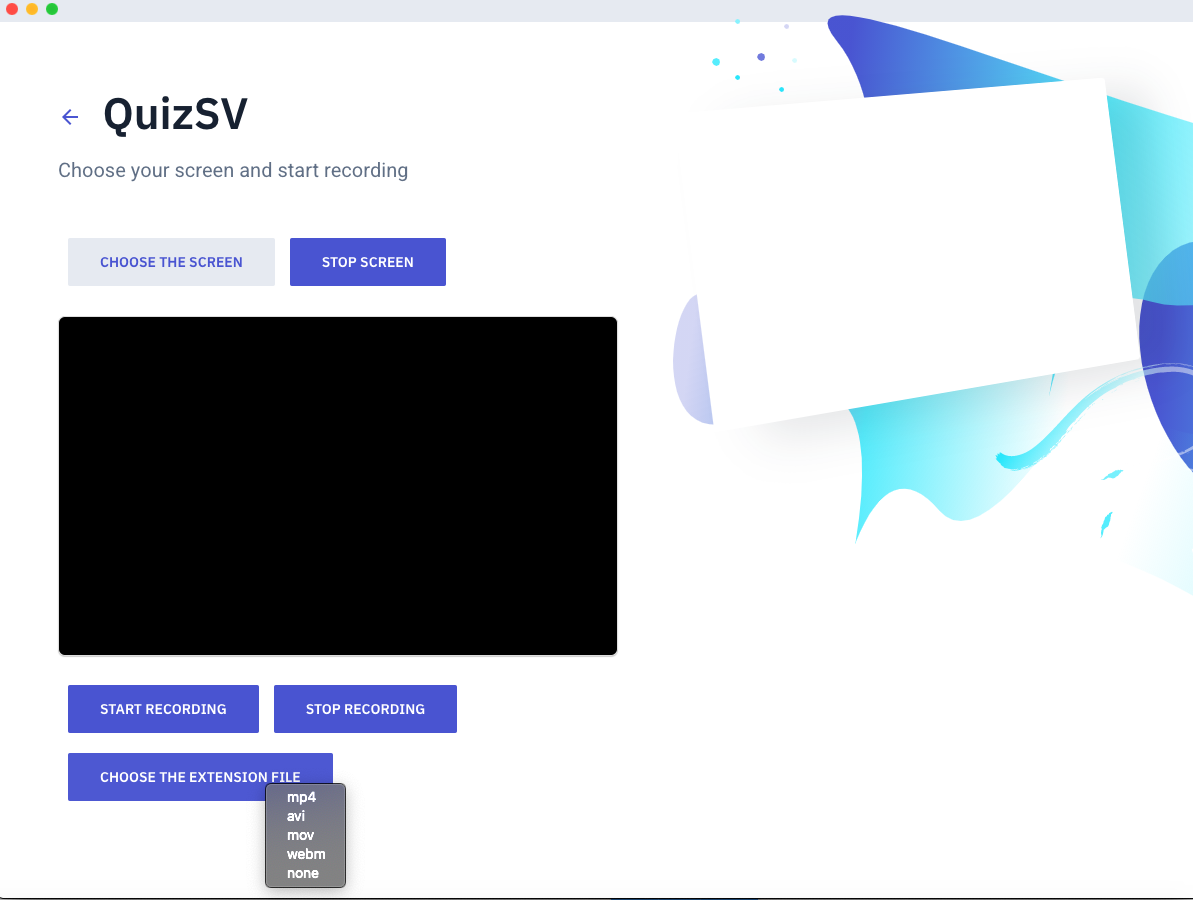 QuizSV
Choose your screen and start recording
CHOOSE THE SCREEN
STOP SCREEN
START RECORDING
STOP RECORDING
CHOOSE THE EXTENSION FILE
mp4
avi
mov
webm
none